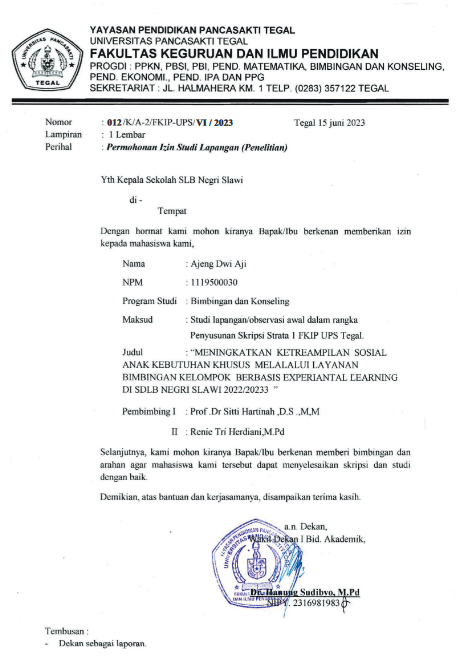 YAYASAN PENDIDIKAN PANCASAKTI TEGAL
UNIVERSITAS PANCASAKTI TEGAL
FAKULTAS KEGURUAN DAN ILMU PENDIDIKAN
PROGDI : PPKN, PBSI, PBI, PEND. MATEMATIKA, BIMBINGAN DAN KONSELING,
PEND. EKONOMI., PEND. IPA DAN PPG
SEKRETARIAT : JL. HALMAHERA KM. 1 TELP. (0283) 357122 TEGAL
TEGAL
Nomor : 012/K/A-2/FKIP-UPS/VI / 2023 Tegal 15 juni 2023
Lampiran : 1 Lembar
Perihal : Permohonan Izin Studi Lapangan (Penelitian)
Yth Kepala Sekolah SLB Negri Slawi
di -
Tempat
Dengan hormat kami mohon kiranya Bapak/Ibu berkenan memberikan izin
kepada mahasiswa kami,
Nama : Ajeng Dwi Aji
NPM : 1119500030
Program Studi : Bimbingan dan Konseling
Maksud : Studi lapangan/observasi awal dalam rangka
Penyusunan Skripsi Strata 1 FKIP UPS Tegal.
Judul : "MENINGKATKAN KETREAMPILAN SOSIAL
ANAK KEBUTUHAN KHUSUS MELALALUI LAYANAN
BIMBINGAN KELOMPOK BERBASIS EXPERIANTAL LEARNING
DI SDLB NEGRI SLAWI 2022/20233 "
Pembimbing I : Prof .Dr Sitti Hartinah ,D.S .,M,M
II : Renie Tri Herdiani,M.Pd
Selanjutnya, kami mohon kiranya Bapak/Ibu berkenan memberi bimbingan dan
arahan agar mahasiswa kami tersebut dapat menyelesaikan skripsi dan studi
dengan baik.
Demikian, atas bantuan dan kerjasamanya, disampaikan terima kasih.
a.n. Dekan,
Wakil Dekan I Bid. Akademik,
Dr. Hanung Sudibyo, M.Pd
NIPY. 2316981983
Tembusan :
- Dekan sebagai laporan.